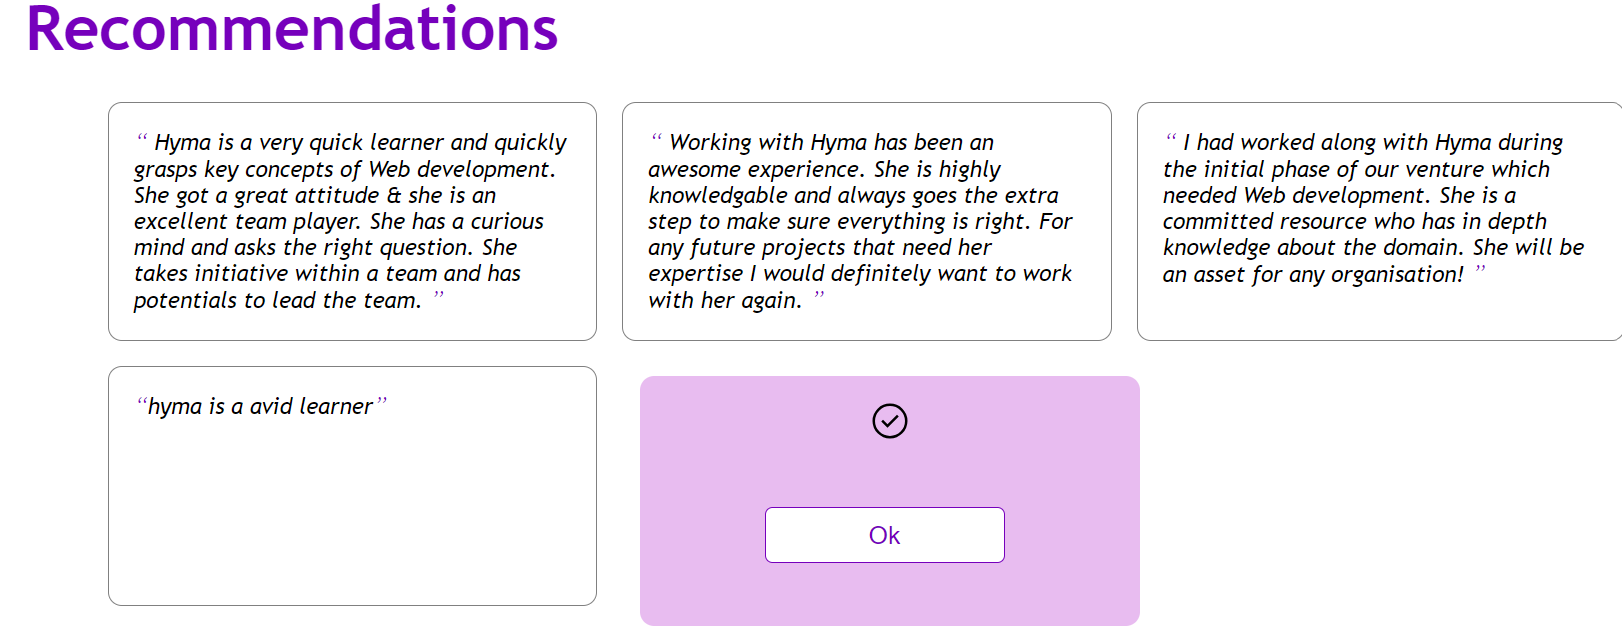 Recommendations
“ Hyma is a very quick learner and quickly
grasps key concepts of Web development.
She got a great attitude & she is an
excellent team player. She has a curious
mind and asks the right question. She
takes initiative within a team and has
potentials to lead the team. ”
“ Working with Hyma has been an
awesome experience. She is highly
knowledgable and always goes the extra
step to make sure everything is right. For
any future projects that need her
expertise I would definitely want to work
with her again. ”
“ I had worked along with Hyma during
the initial phase of our venture which
needed Web development. She is a
committed resource who has in depth
knowledge about the domain. She will be
an asset for any organisation! ”
“hyma is a avid learner”
Ok